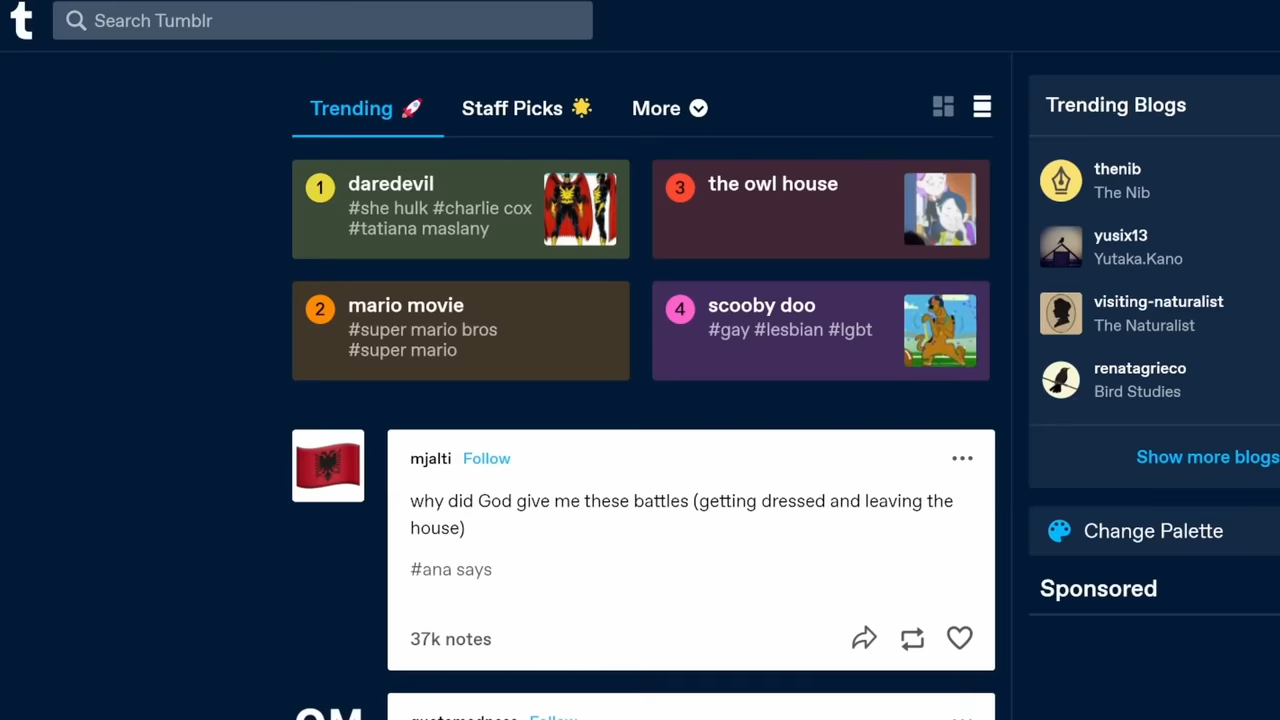 t
Search Tumblr
Trending
Staff Picks
More
1
daredevil
#she hulk #charlie cox
#tatiana maslany
3
the owl house
2
mario movie
#super mario bros
#super mario
4
scooby doo
#gay #lesbian #lgbt
mjalti Follow
why did God give me these battles (getting dressed and leaving the
house)
#ana says
37k notes
Follow
Trending Blogs
thenib
The Nib
yusix13
Yutaka.Kano
visiting-naturalist
The Naturalist
renatagrieco
Bird Studies
Show more blogs
Change Palette
Sponsored